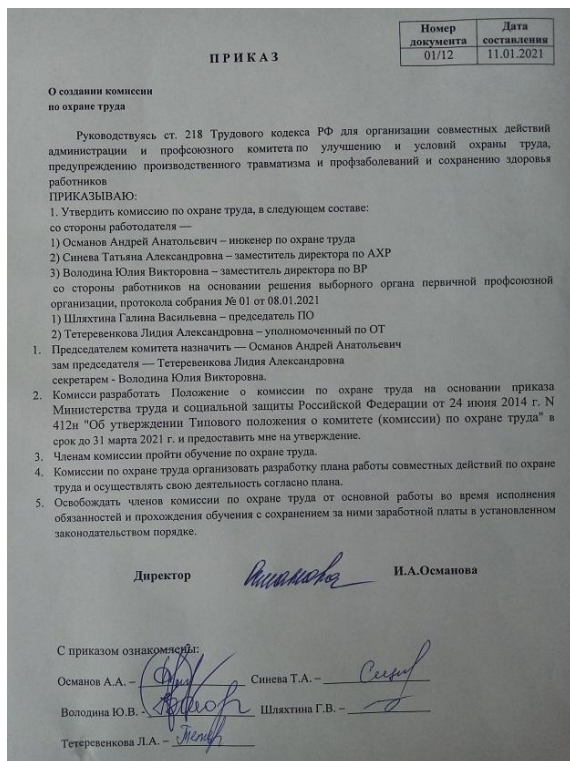 Номер документа Дата составления
01/12 11.01.2021
П Р И К А З
О создании комиссии
по охране труда
Руководствуясь ст. 218 Трудового кодекса РФ для организации совместных действий
администрации и профсоюзного комитета по улучшению и условий охраны труда,
предупреждению производственного травматизма и профзаболеваний и сохранению здоровья
работников
ПРИКАЗЫВАЮ:
1. Утвердить комиссию по охране труда, в следующем составе:
со стороны работодателя —
1) Османов Андрей Анатольевич – инженер по охране труда
2) Синева Татьяна Александровна – заместитель директора по АХР
3) Володина Юлия Викторовна – заместитель директора по ВР
со стороны работников на основании решения выборного органа первичной профсоюзной
организации, протокола собрания № 01 от 08.01.2021
1) Шляхтина Галина Васильевна – председатель ПО
2) Тетеревенкова Лидия Александровна – уполномоченный по ОТ
1. Председателем комитета назначить — Османов Андрей Анатольевич
зам председателя — Тетеревенкова Лидия Александровна
секретарем - Володина Юлия Викторовна.
2. Комисси разработать Положение о комиссии по охране труда на основании приказа
Министерства труда и социальной защиты Российской Федерации от 24 июня 2014 г. N
412н "Об утверждении Типового положения о комитете (комиссии) по охране труда" в
срок до 31 марта 2021 г. и предоставить мне на утверждение.
3. Членам комиссии пройти обучение по охране труда.
4. Комиссии по охране труда организовать разработку плана работы совместных действий по охране
труда и осуществлять свою деятельность согласно плана.
5. Освобождать членов комиссии по охране труда от основной работы во время исполнения
обязанностей и прохождения обучения с сохранением за ними заработной платы в установленном
законодательством порядке.
Директор И.А.Османова
С приказом ознакомлены:
Османов А.А. – Синева Т.А. –
Володина Ю.В. - Шляхтина Г.В. –
Тетеревенкова Л.А. –